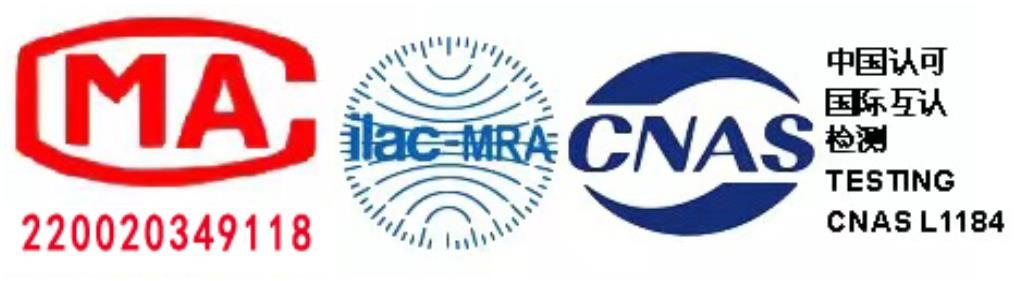 MA
220020349118
ilac-MRA
CNAS
中国认可
国际互认
检测
TESTING
CNAS L1184